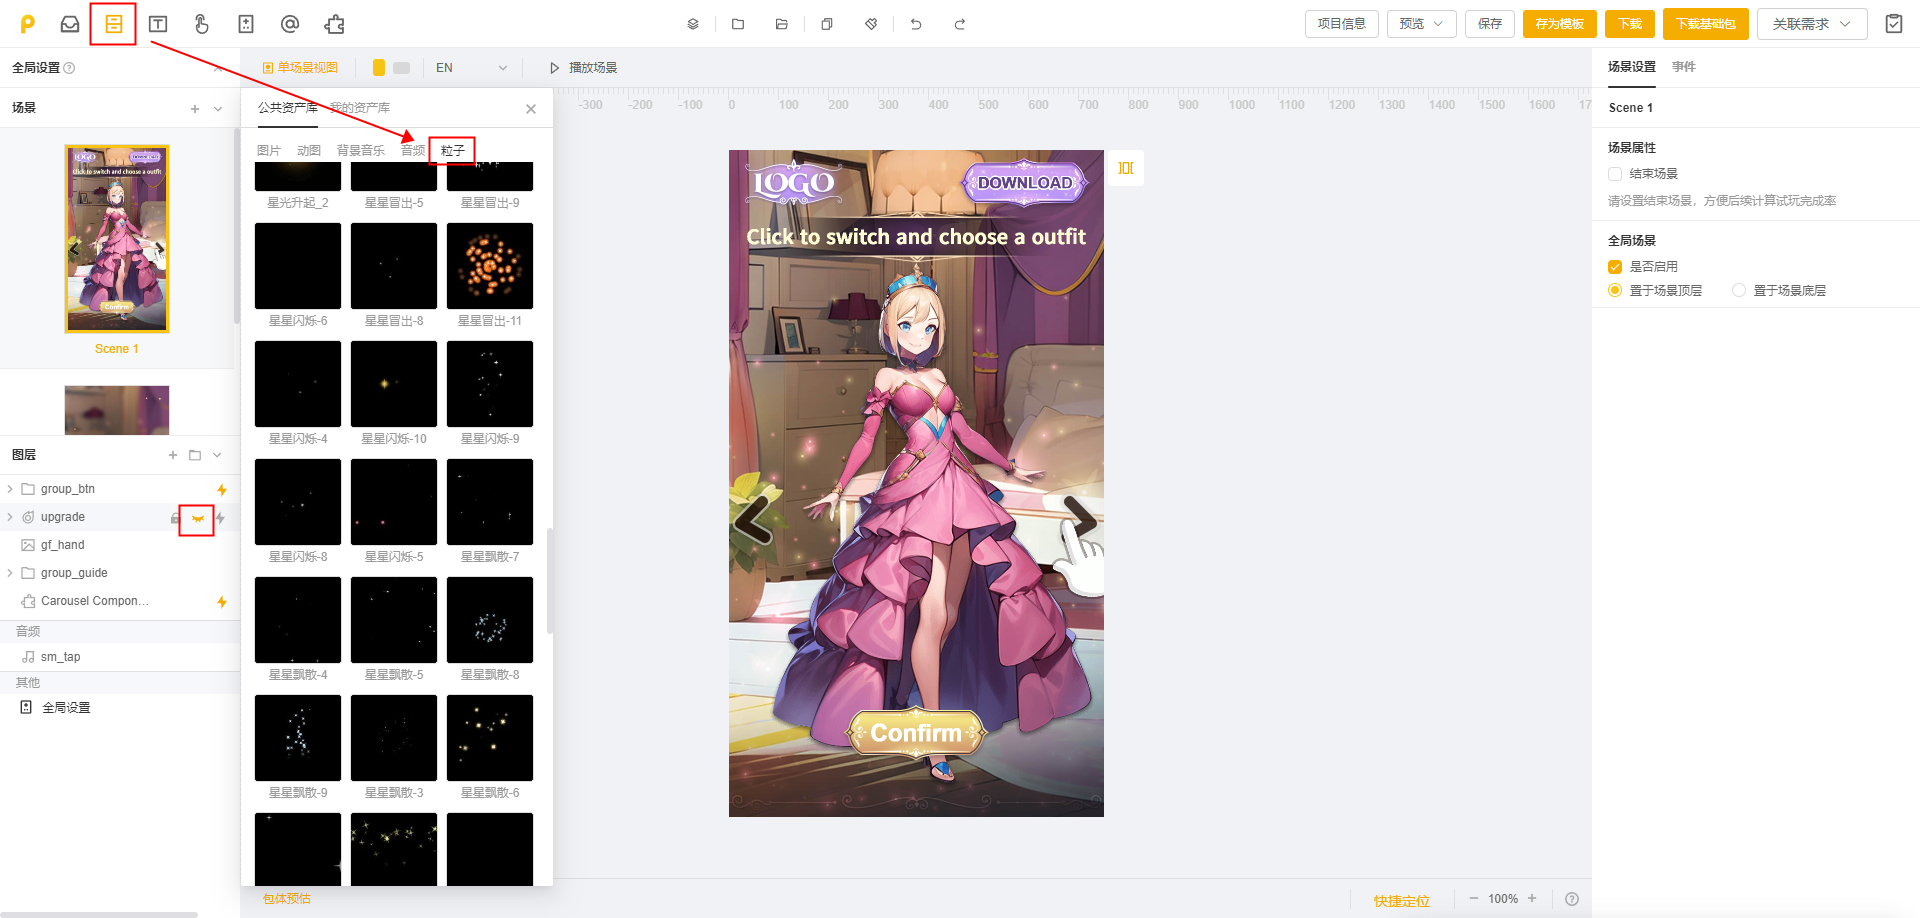 项目信息
预览
保存
存为模板
下载
下载基础包
关联需求
全局设置
单场景视图
EN
播放场景
场景设置
事件
场景
公共资产库
我的资产库
-300 -200 -100 0 100 200 300 400 500 600 700 800 900 1000 1100 1200 1300 1400 1500 1600 17
Scene 1
图片
动图
背景音乐
音频
粒子
场景属性
结束场景
请设置结束场景，方便后续计算试玩完成率
全局场景
是否启用
置于场景顶层
置于场景底层
LOGO
DOWNLOAD
Click to switch and choose a outfit
Confirm
Scene 1
星光升起_2
星星冒出-5
星星冒出-9
星星闪烁-6
星星冒出-8
星星冒出-11
星星闪烁-4
星星闪烁-10
星星闪烁-9
星星闪烁-8
星星闪烁-5
星星飘散-7
星星飘散-4
星星飘散-5
星星飘散-8
星星飘散-9
星星飘散-3
星星飘散-6
LOGO
DOWNLOAD
Click to switch and choose a outfit
Confirm
图层
group_btn
upgrade
gf_hand
group_guide
Carousel Compon...
音频
sm_tap
其他
全局设置
包体预估
快捷定位
100%